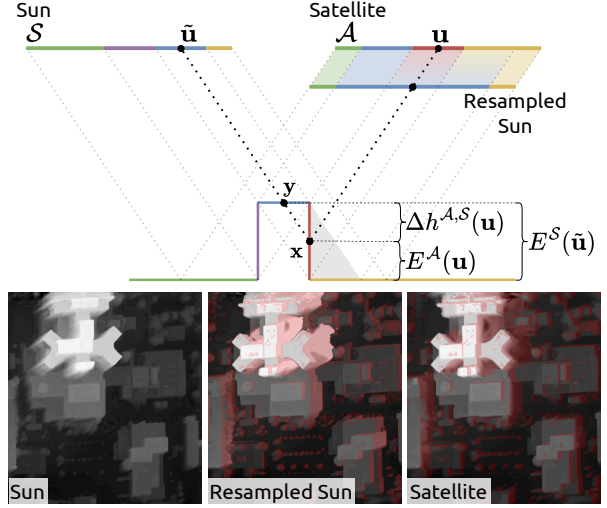 Sun
Satellite
𝒮
ũ
𝒜
u
Resampled
Sun
y
x
Δh^{𝒜,𝒮}(u)
E^𝒜(u)
E^𝒮(ũ)
Sun
Resampled Sun
Satellite